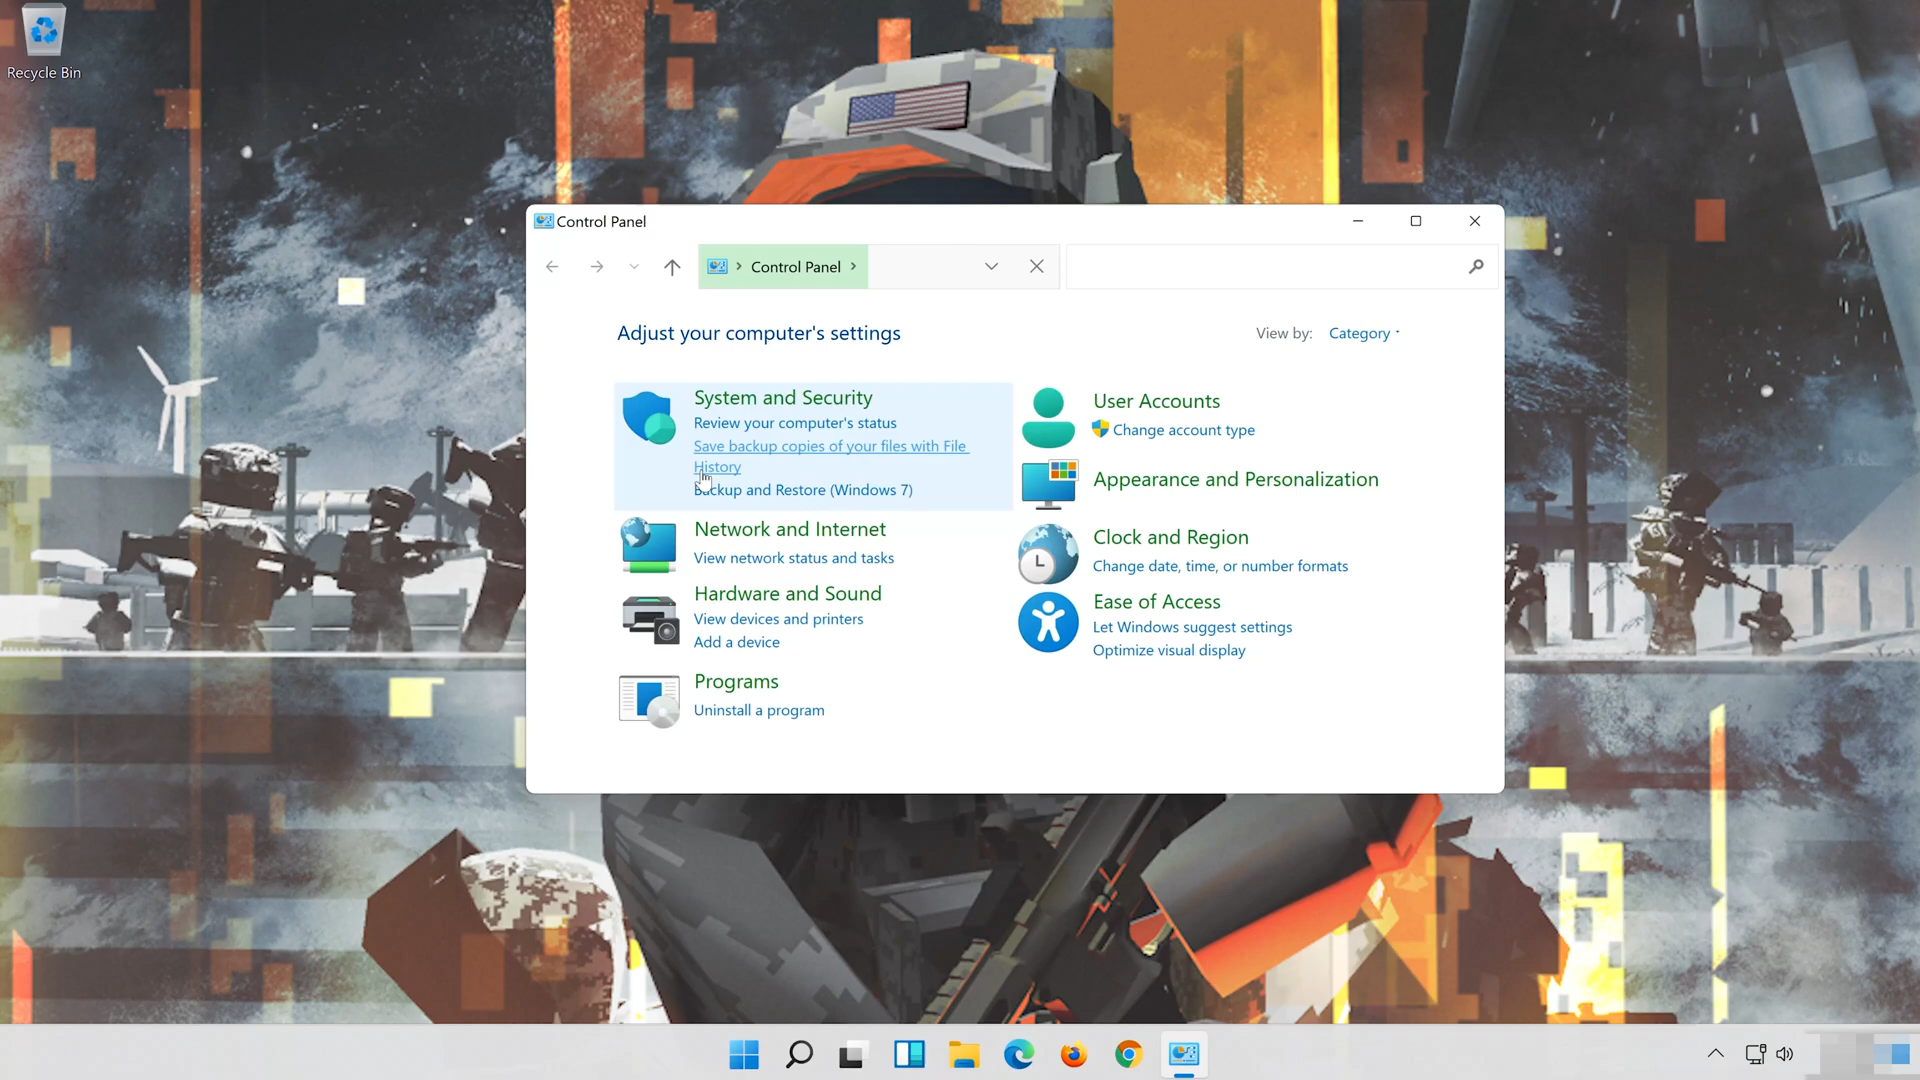 Recycle Bin
Control Panel
Control Panel
Adjust your computer's settings
View by: Category
System and Security
Review your computer's status
Save backup copies of your files with File
History
Backup and Restore (Windows 7)
Network and Internet
View network status and tasks
Hardware and Sound
View devices and printers
Add a device
Programs
Uninstall a program
User Accounts
Change account type
Appearance and Personalization
Clock and Region
Change date, time, or number formats
Ease of Access
Let Windows suggest settings
Optimize visual display